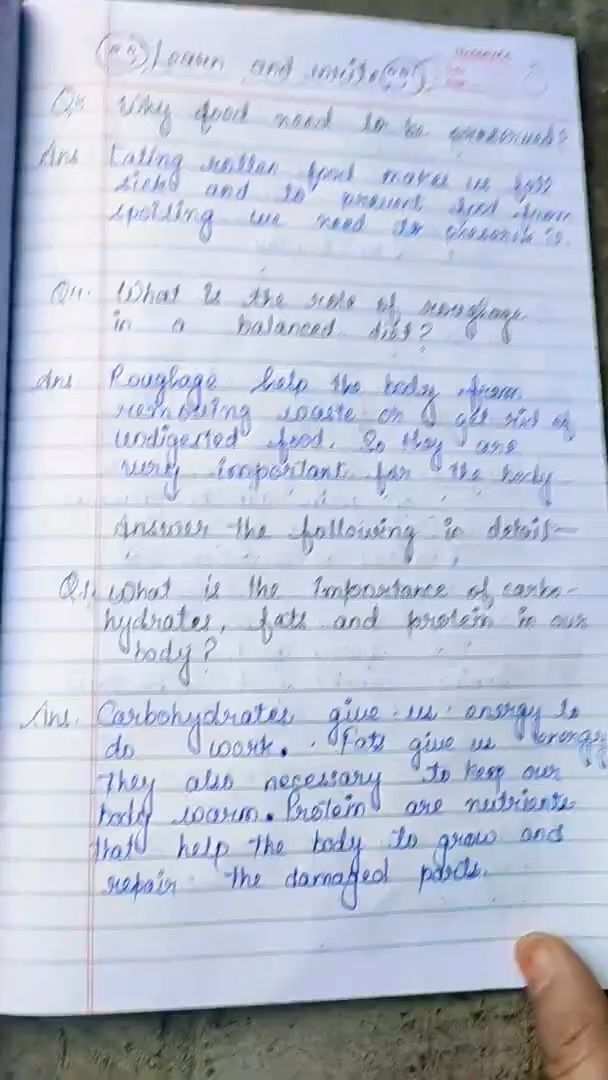 Learn and write
Q3. Why food need to be preserved?
Ans Eating rotten food makes us fall
sick and to prevent food from
spoiling we need to preserve it.
Q4. What is the role of roughage
in a balanced diet?
Ans Roughage help the body from
removing waste or get rid of
undigested food. So they are
very important for the body
Answer the following in detail-
Q.1. What is the Importance of carbo-
hydrates, fats and protein in our
body?
Ans. Carbohydrates give us energy to
do work. Fats give us energy
They also necessary to keep our
body warm. Protein are nutrients
that help the body to grow and
repair the damaged parts.